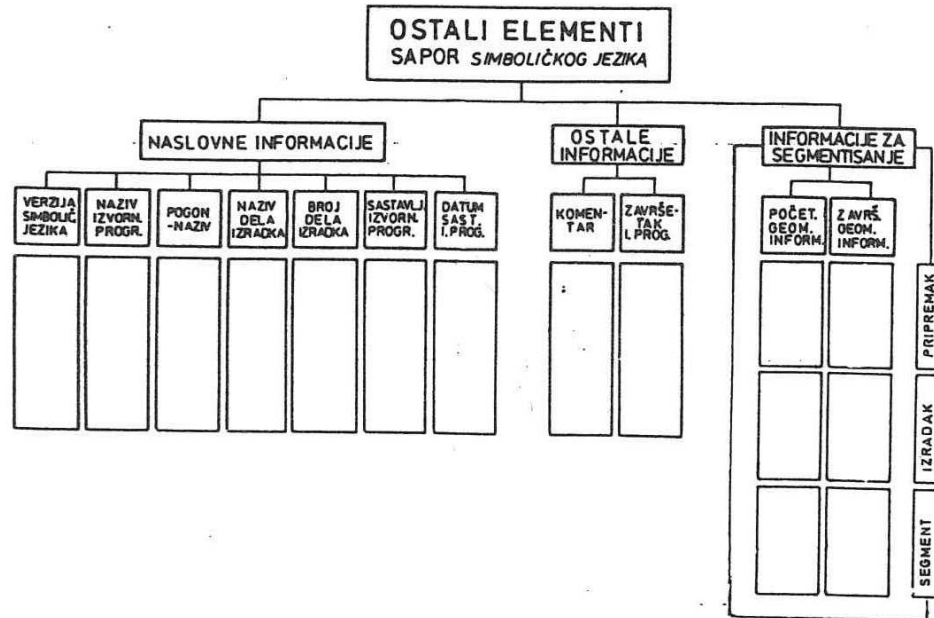 OSTALI ELEMENTI
SAPOR SIMBOLIČKOG JEZIKA
NASLOVNE INFORMACIJE
OSTALE
INFORMACIJE
INFORMACIJE ZA
SEGMENTISANJE
VERZIJA
SIMBOLIČ.
JEZIKA
NAZIV
IZVORN.
PROGR.
POGON
-NAZIV
NAZIV
DELA
IZRADKA
BROJ
DELA
IZRADKA
SASTAVLJ.
IZVORN.
PROGR.
DATUM
SAST.
I. PROG.
KOMEN-
TAR
ZAVRŠE-
TAK
I. PROG.
POČET.
GEOM.
INFORM.
ZAVRŠ.
GEOM.
INFORM.
PRIPREMAK
IZRADAK
SEGMENT